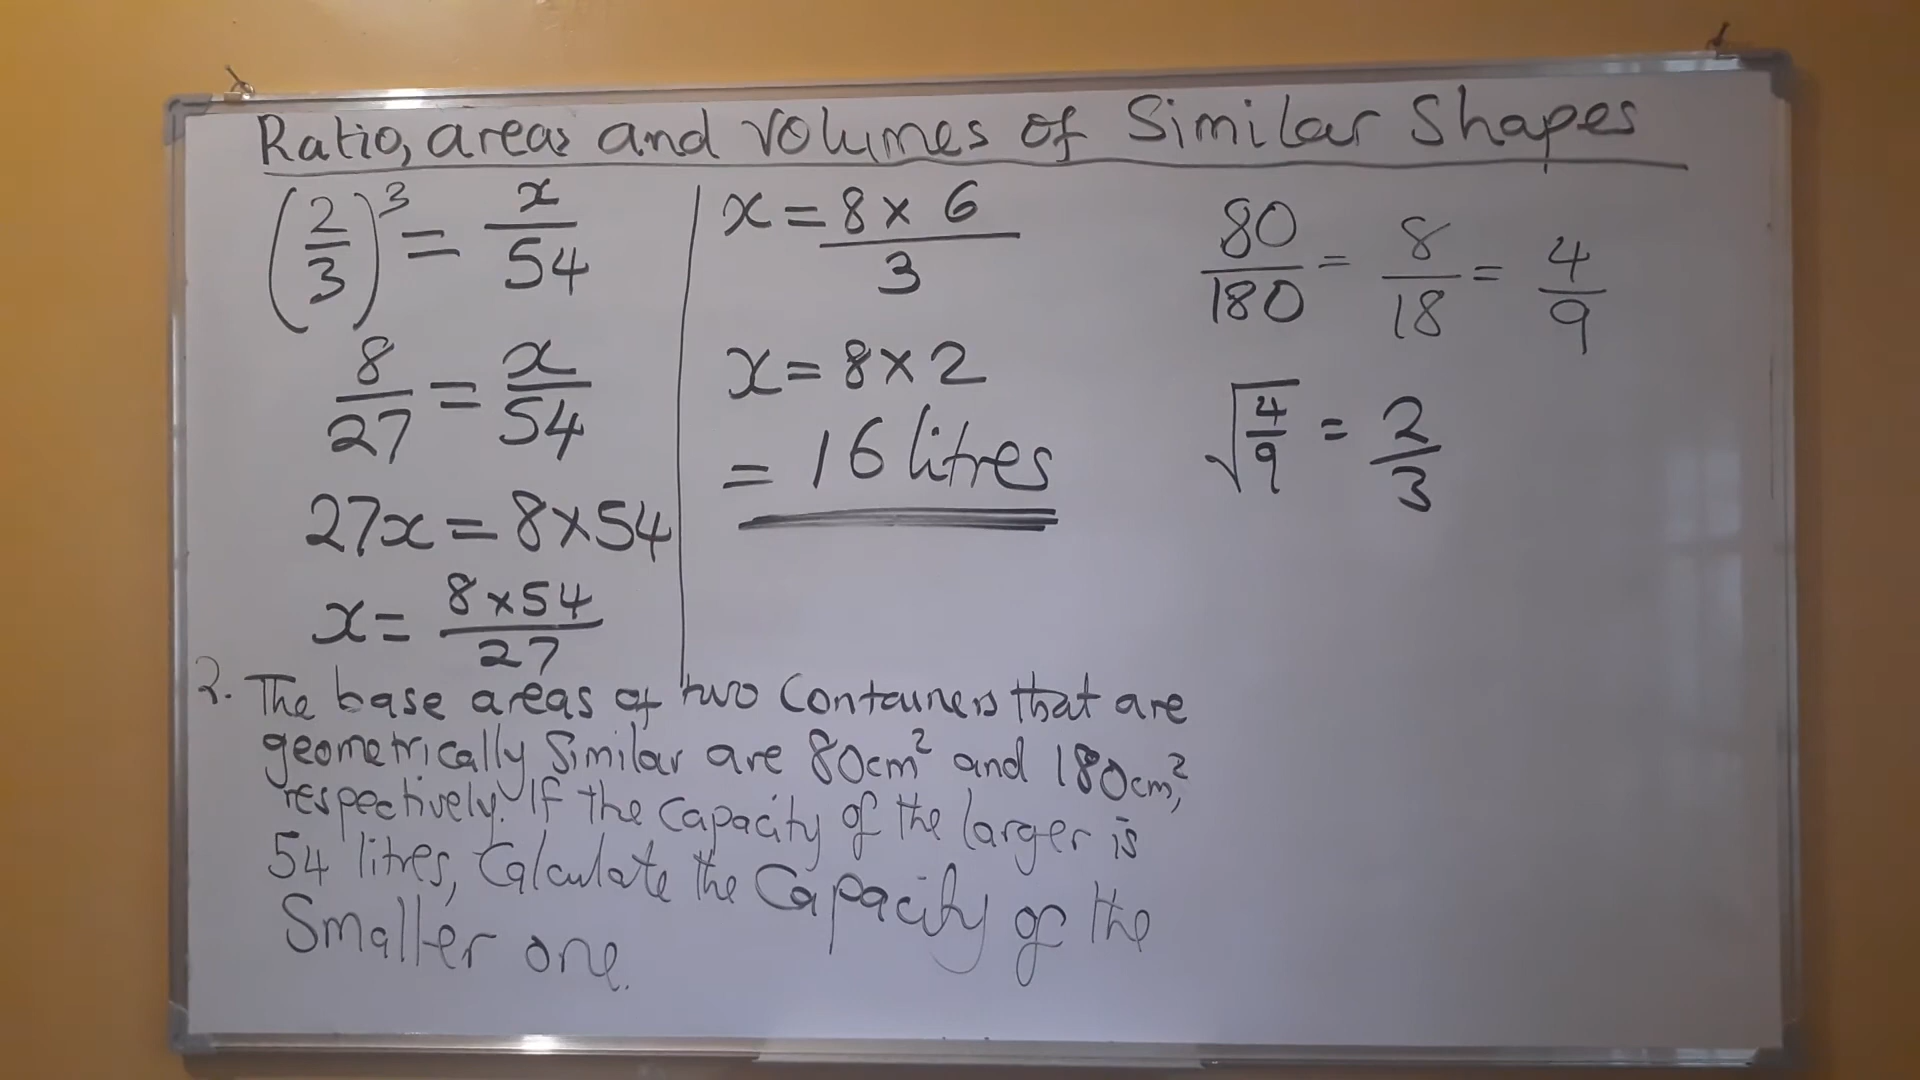 Ratio, areas and volumes of Similar Shapes
(2/3)³ = x/54
8/27 = x/54
27x = 8×54
x = 8×54/27
x = 8×6/3
x = 8×2
= 16 litres
80/180 = 8/18 = 4/9
√4/9 = 2/3
2. The base areas of two Containers that are
geometrically Similar are 80cm² and 180cm²,
respectively. If the Capacity of the larger is
54 litres, Calculate the Capacity of the
Smaller one.